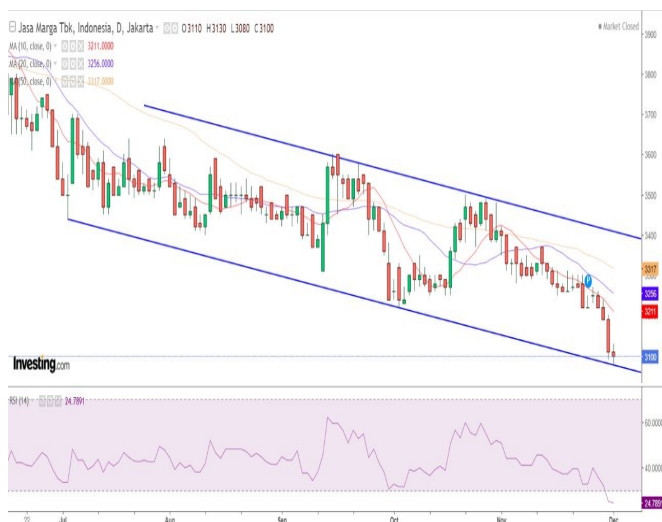 Jasa Marga Tbk, Indonesia, D, Jakarta O3110 H3130 L3080 C3100
Market Closed
MA (10, close, 0) 3211.0000
MA (20, close, 0) 3256.0000
(50, close, 0) 3317.0000
3900
3800
3700
3600
3500
3400
3300
3317
3256
3211
3100
Investing.com
RSI (14) 24.7891
60.0000
40.0000
24.7891
22 Jul Aug Sep Oct Nov Dec